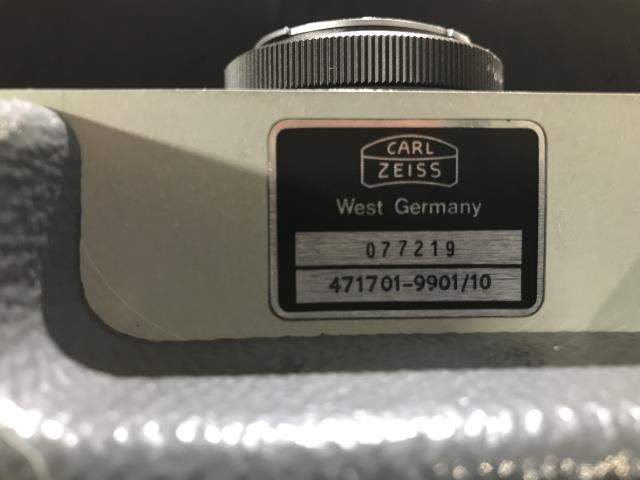 CARL
ZEISS
West Germany
077219
471701-9901/10